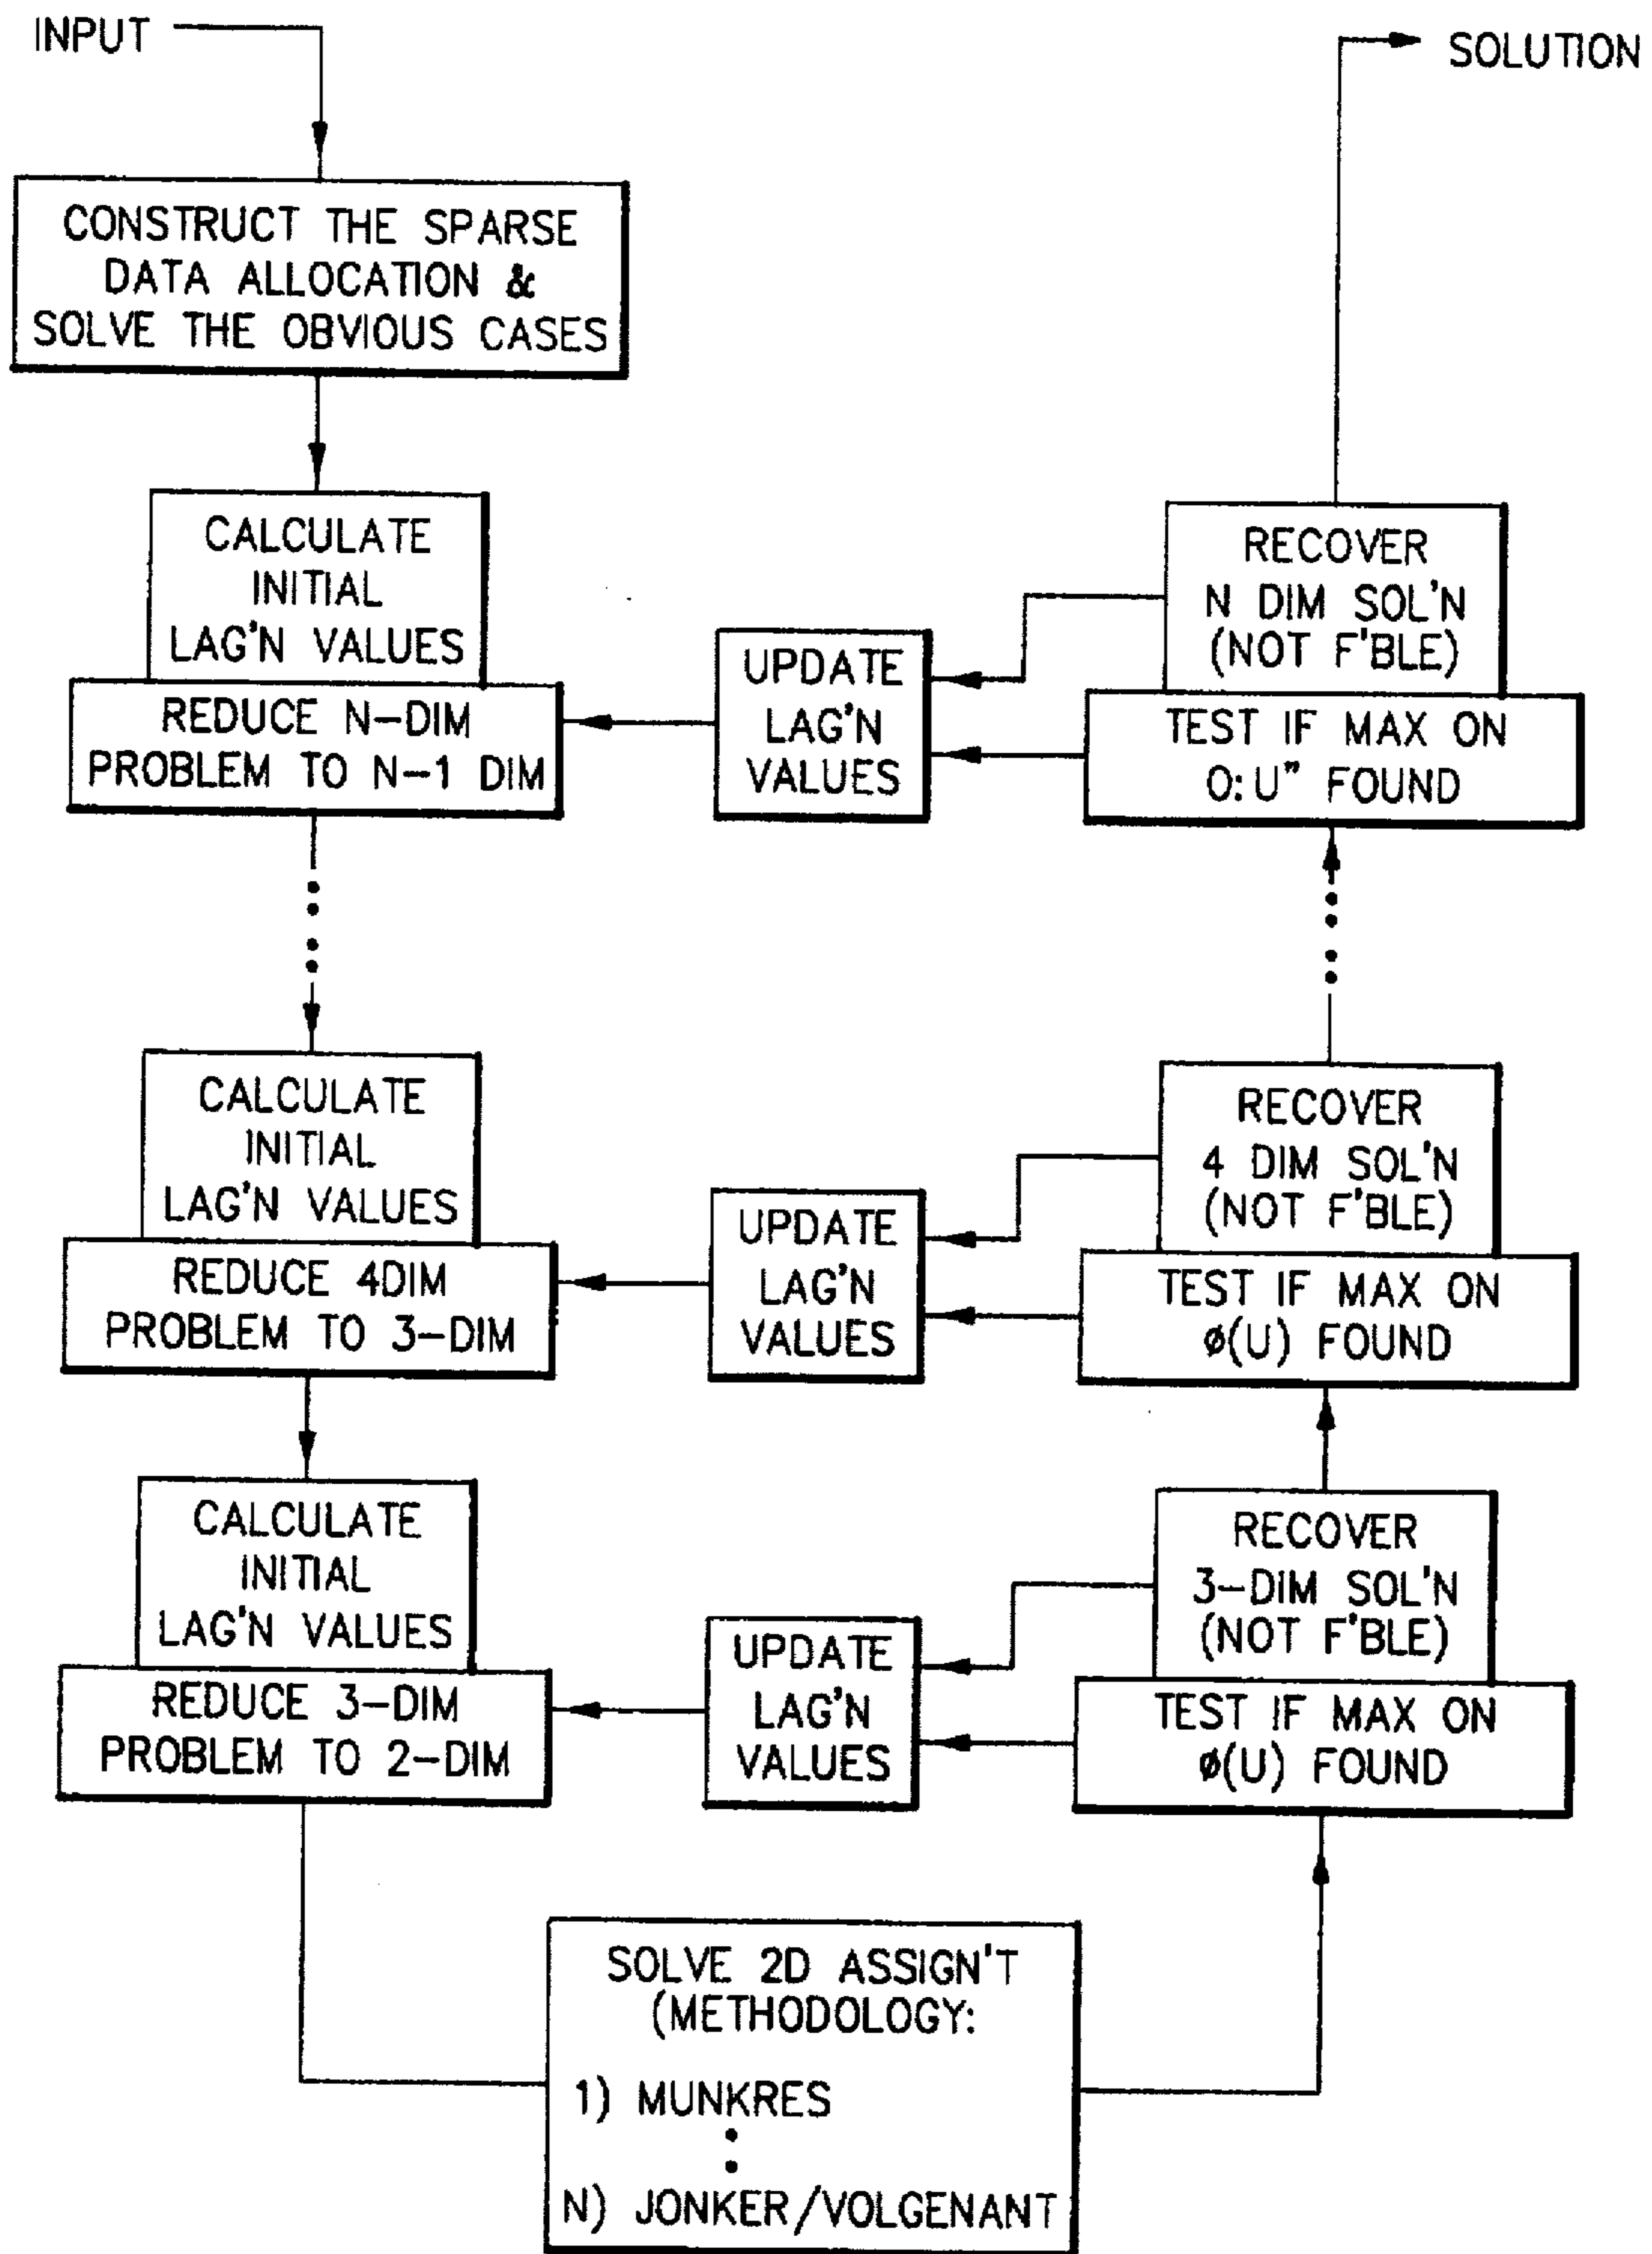 INPUT
SOLUTION
CONSTRUCT THE SPARSE
DATA ALLOCATION &
SOLVE THE OBVIOUS CASES
CALCULATE
INITIAL
LAG'N VALUES
REDUCE N-DIM
PROBLEM TO N-1 DIM
UPDATE
LAG'N
VALUES
RECOVER
N DIM SOL'N
(NOT F'BLE)
TEST IF MAX ON
O:U" FOUND
CALCULATE
INITIAL
LAG'N VALUES
REDUCE 4DIM
PROBLEM TO 3-DIM
UPDATE
LAG'N
VALUES
RECOVER
4 DIM SOL'N
(NOT F'BLE)
TEST IF MAX ON
ø(U) FOUND
CALCULATE
INITIAL
LAG'N VALUES
REDUCE 3-DIM
PROBLEM TO 2-DIM
UPDATE
LAG'N
VALUES
RECOVER
3-DIM SOL'N
(NOT F'BLE)
TEST IF MAX ON
ø(U) FOUND
SOLVE 2D ASSIGN'T
(METHODOLOGY:
1) MUNKRES
N) JONKER/VOLGENANT